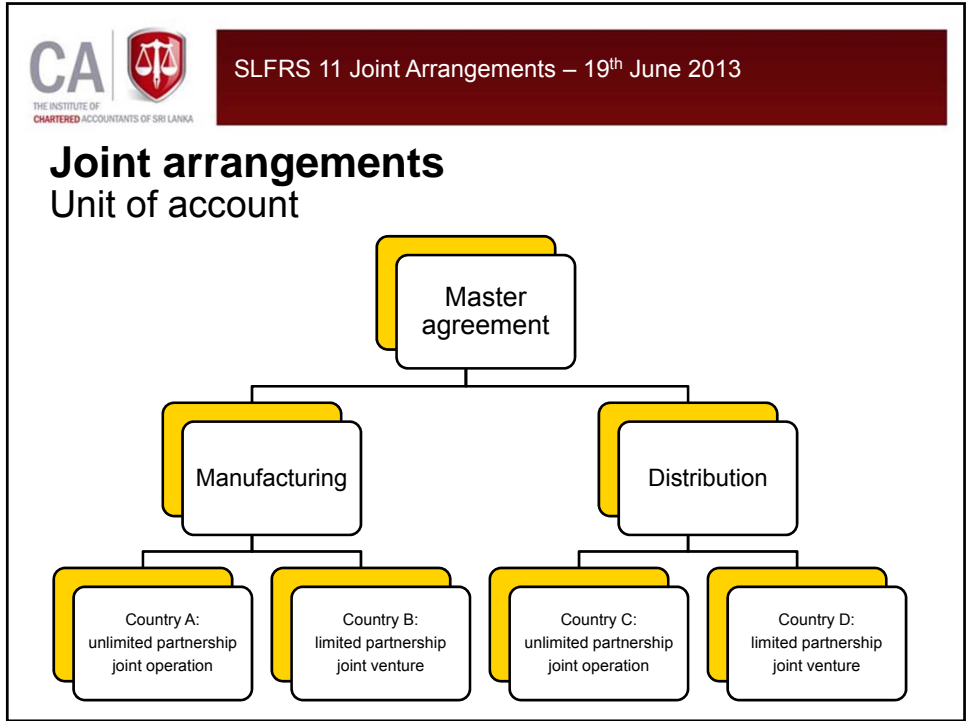 CA
THE INSTITUTE OF
CHARTERED ACCOUNTANTS OF SRI LANKA
SLFRS 11 Joint Arrangements – 19th June 2013
Joint arrangements
Unit of account
Master
agreement
Manufacturing
Distribution
Country A:
unlimited partnership
joint operation
Country B:
limited partnership
joint venture
Country C:
unlimited partnership
joint operation
Country D:
limited partnership
joint venture